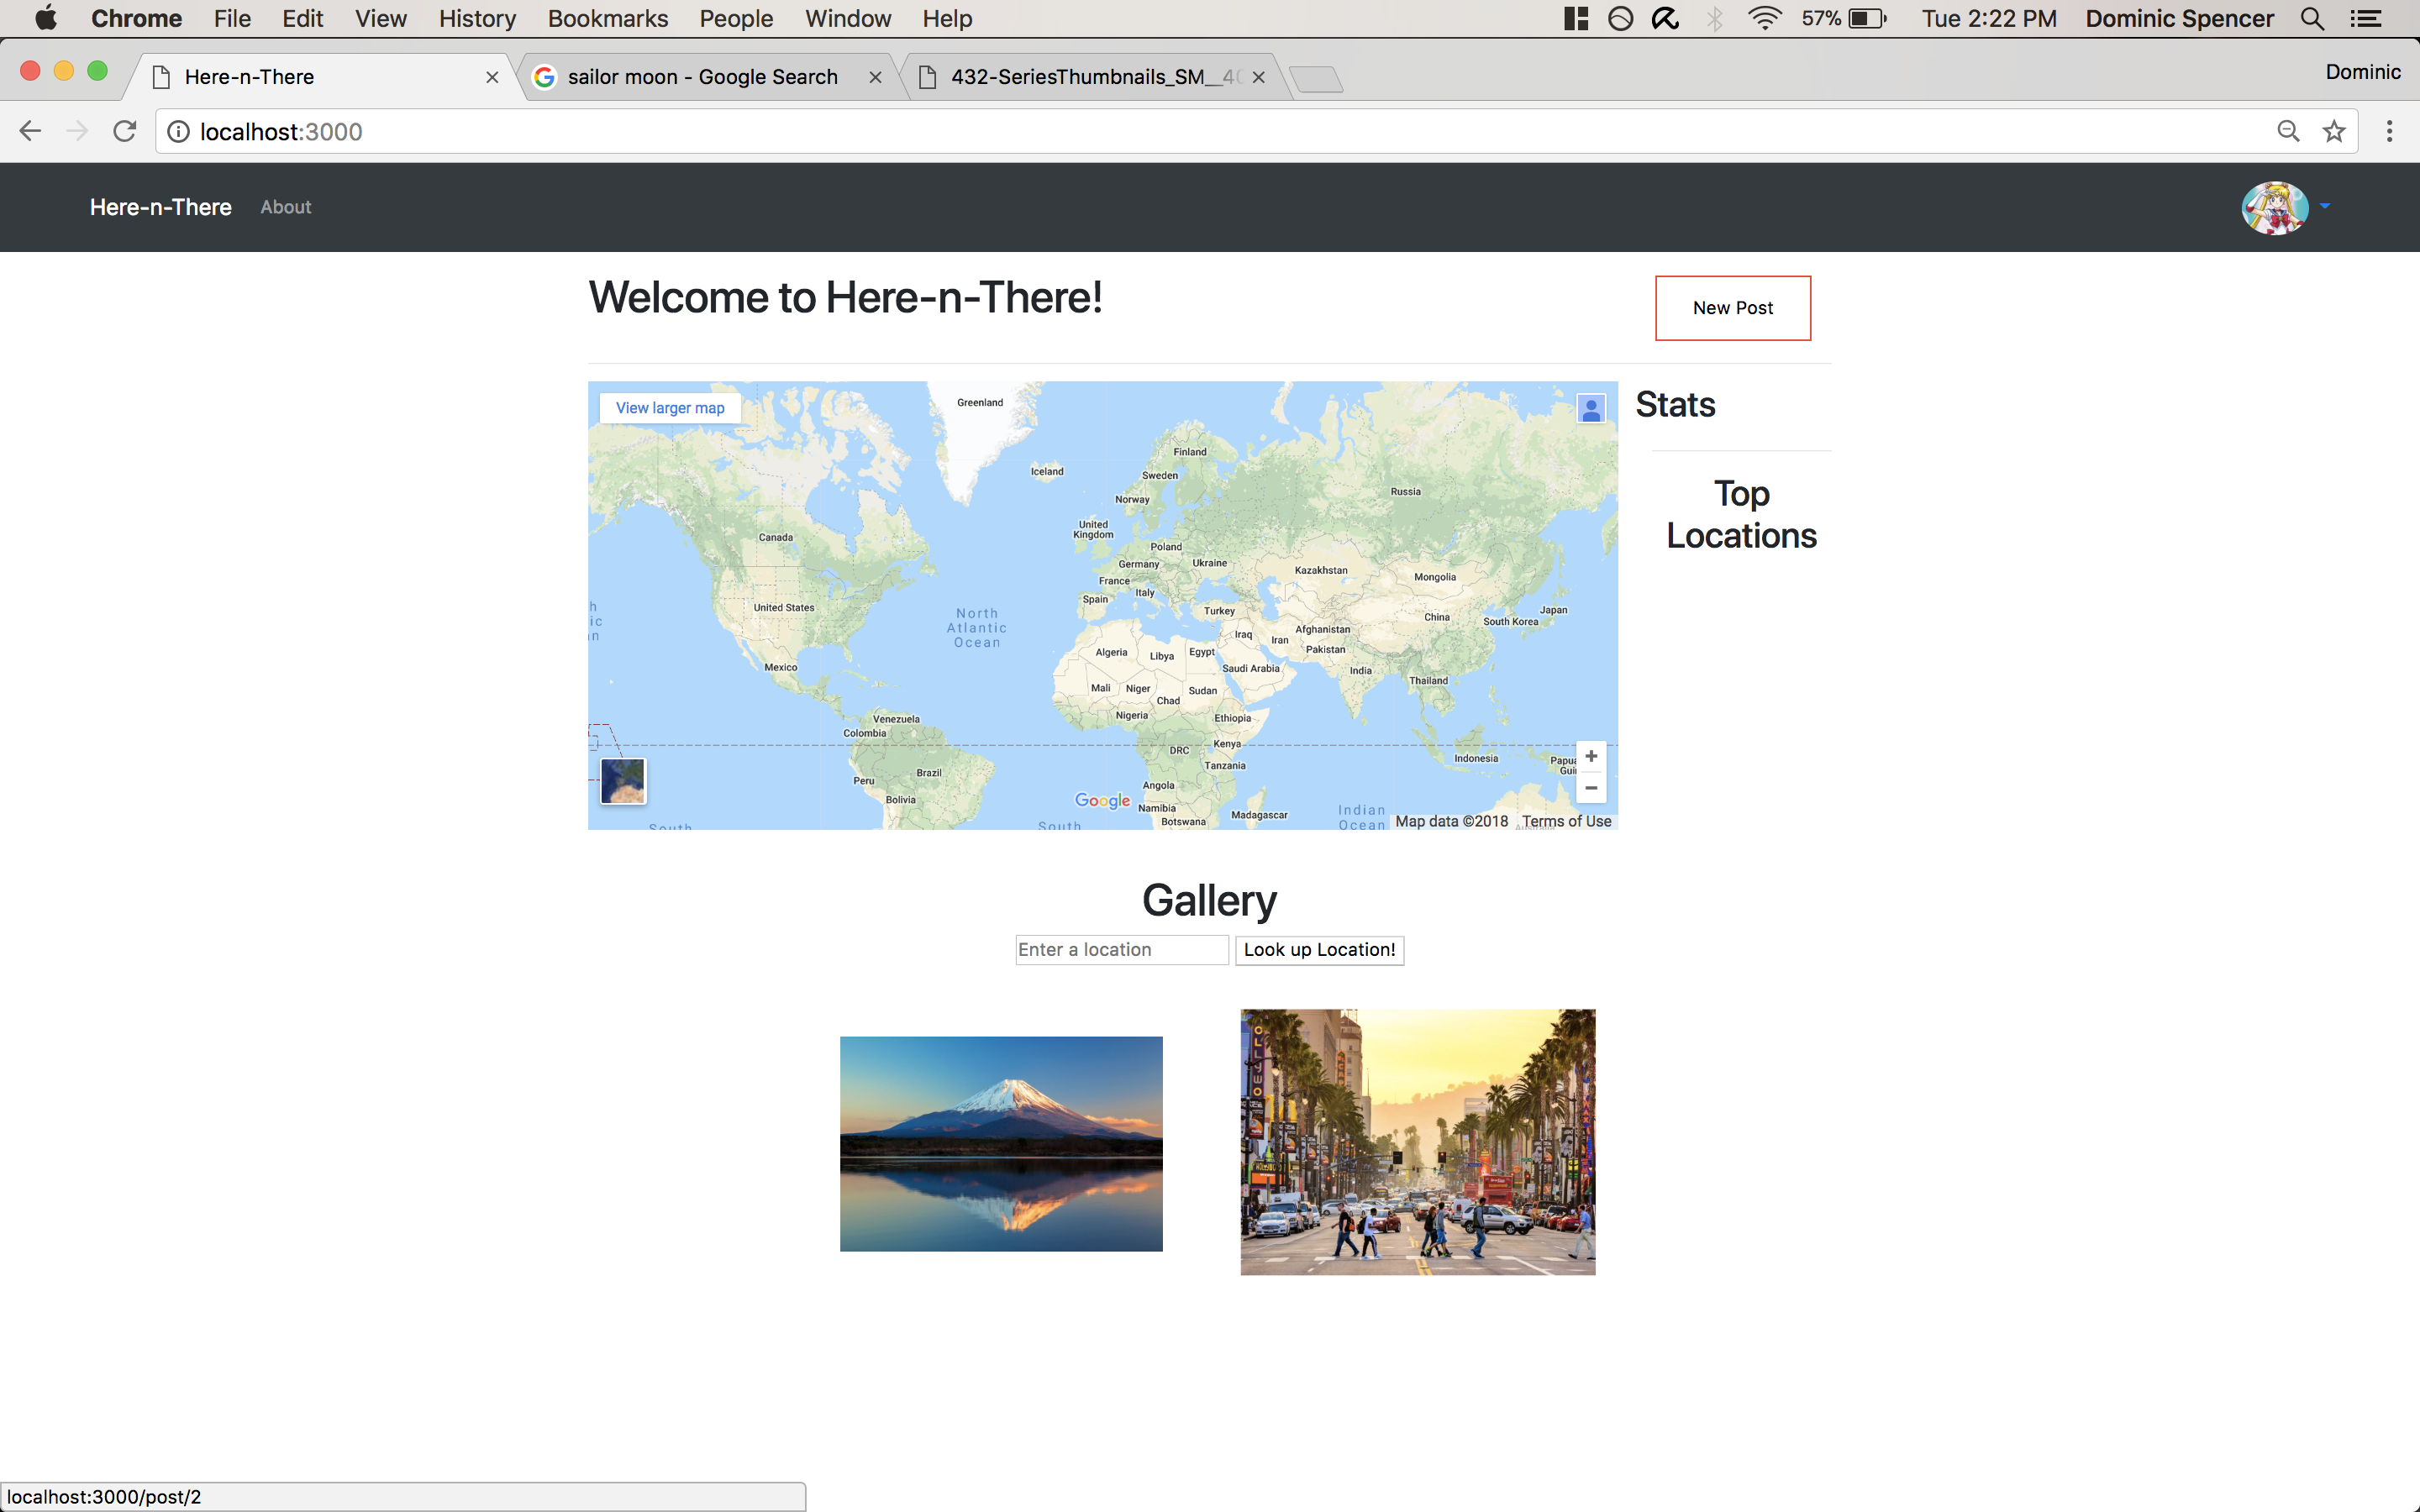 Chrome File Edit View History Bookmarks People Window Help 57% Tue 2:22 PM Dominic Spencer
Here-n-There
sailor moon - Google Search
432-SeriesThumbnails_SM__40
Dominic
localhost:3000
Here-n-There About
Welcome to Here-n-There!
New Post
View larger map
Stats
Top
Locations
Greenland
Iceland
Finland
Sweden
Norway
Russia
United
Kingdom
Canada
Poland
Germany
Ukraine
France
Kazakhstan
Mongolia
Spain
Italy
United States
Turkey
North
Atlantic
Ocean
Japan
China
South Korea
Iraq
Iran
Afghanistan
Pakistan
Algeria
Libya
Egypt
Saudi Arabia
Mexico
India
Thailand
Mali
Niger
Chad
Sudan
Nigeria
Ethiopia
Venezuela
Colombia
DRC
Kenya
Tanzania
Indonesia
Papua
Gui
Peru
Brazil
Angola
Bolivia
Google
Namibia
Botswana
Madagascar
Indian
Ocean
South
South
Map data ©2018 Terms of Use
Gallery
Enter a location
Look up Location!
localhost:3000/post/2